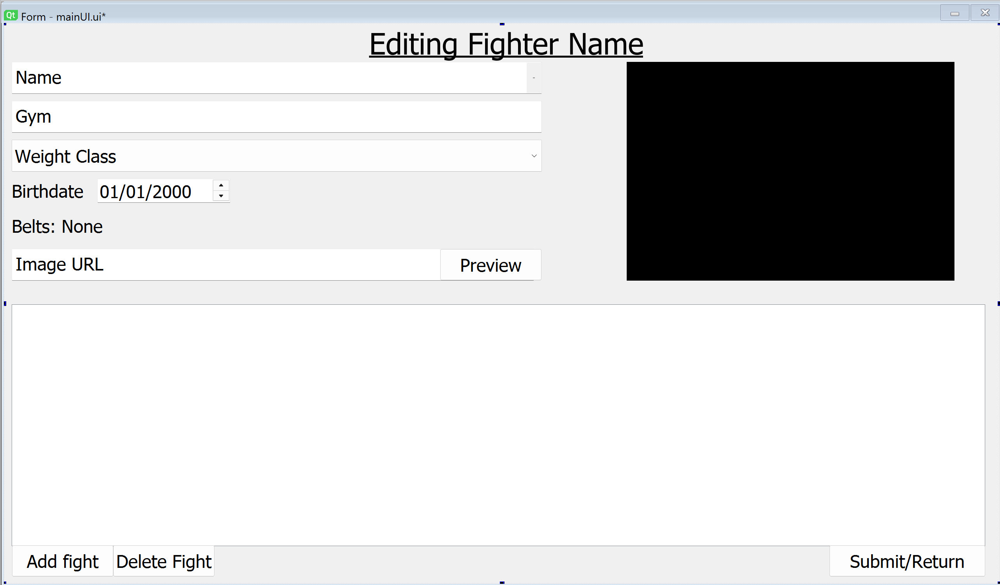 Qt Form - mainUI.ui*
Editing Fighter Name
Name -
Gym
Weight Class
Birthdate 01/01/2000
Belts: None
Image URL Preview
Add fight Delete Fight Submit/Return